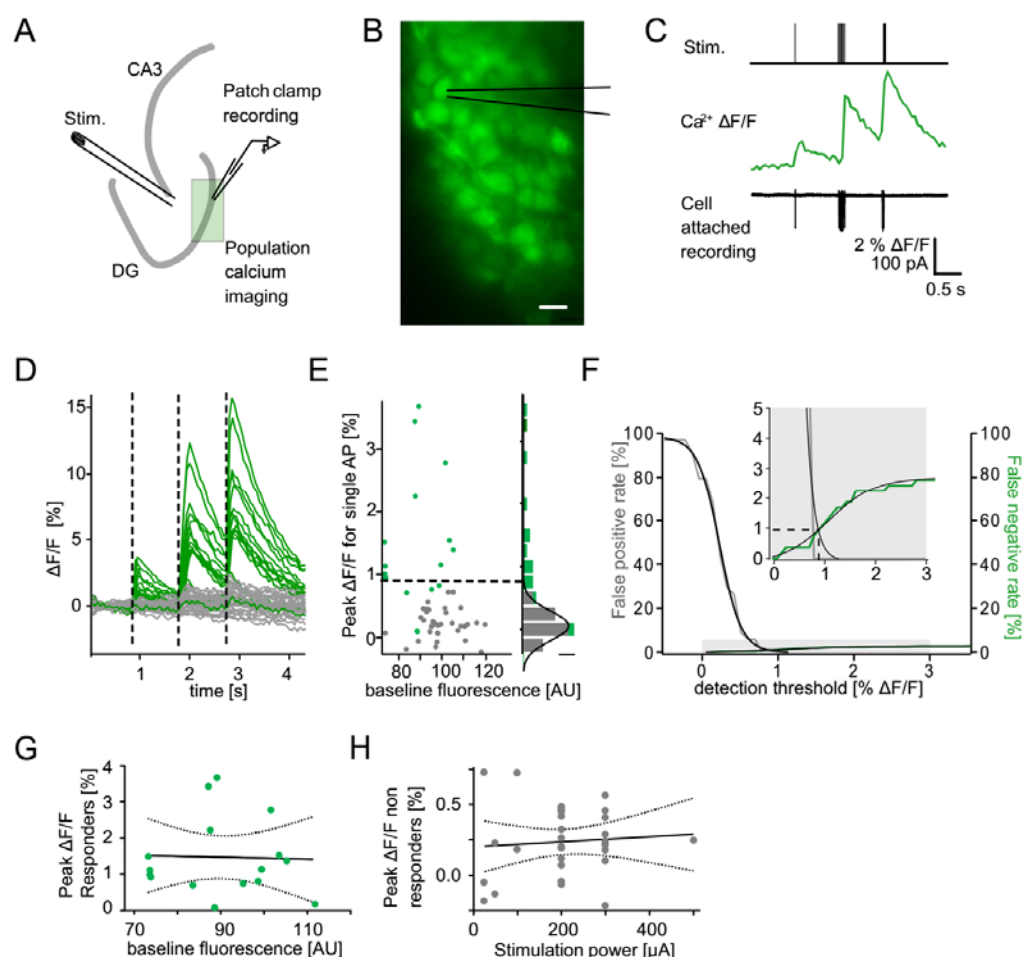 A
CA3
Stim.
Patch clamp
recording
DG
Population
calcium
imaging
B
C
Stim.
Ca²⁺ ΔF/F
Cell
attached
recording
2 % ΔF/F
100 pA
0.5 s
D
ΔF/F [%]
15
10
5
0
1 2 3 4
time [s]
E
Peak ΔF/F for single AP [%]
3
2
1
0
80 100 120
baseline fluorescence [AU]
F
False positive rate [%]
100
80
60
40
20
0
5
4
3
2
1
0
0 1 2 3
100
80
60
40
20
0
False negative rate [%]
0 1 2 3
detection threshold [% ΔF/F]
G
Peak ΔF/F
Responders [%]
4
3
2
1
0
70 90 110
baseline fluorescence [AU]
H
Peak ΔF/F non
responders [%]
0.5
0.0
0 200 400
Stimulation power [µA]